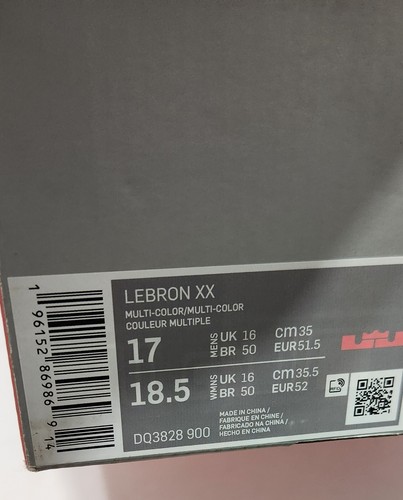 LEBRON XX
MULTI-COLOR/MULTI-COLOR
COULEUR MULTIPLE
17 MENS UK 16 CM 35
BR 50 EUR 51.5
18.5 WMNS UK 16 CM 35.5
BR 50 EUR 52
MADE IN CHINA /
FABRIQUE EN CHINE /
FABRICADO NA CHINA /
HECHO EN CHINA
DQ3828 900
1 96152 86986 9 14